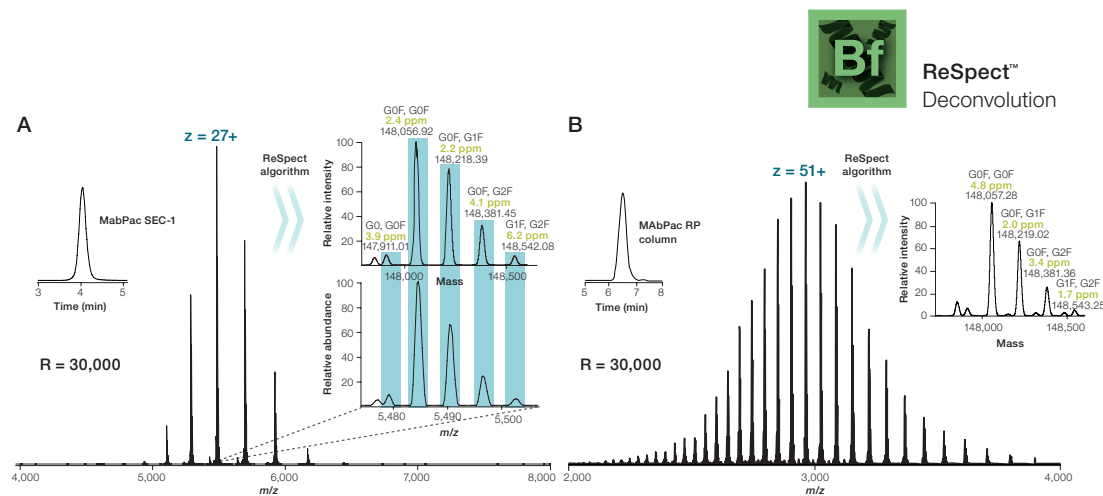 Bf
m
ReSpect™
Deconvolution
A
z = 27+
ReSpect
algorithm
MabPac SEC-1
3
4
5
Time (min)
R = 30,000
Relative intensity
100
80
60
40
20
G0F, G0F
2.4 ppm
148,056.92
G0F, G1F
2.2 ppm
148,218.39
G0F, G2F
4.1 ppm
148,381.45
G0, G0F
3.9 ppm
147,911.01
G1F, G2F
6.2 ppm
148,542.08
148,000
148,500
Mass
Relative abundance
100
80
60
40
20
5,480
5,490
5,500
m/z
4,000
5,000
6,000
7,000
8,000
m/z
B
z = 51+
ReSpect
algorithm
MAbPac RP
column
5
6
7
8
Time (min)
R = 30,000
Relative intensity
100
80
60
40
20
0
G0F, G0F
4.8 ppm
148,057.28
G0F, G1F
2.0 ppm
148,219.02
G0F, G2F
3.4 ppm
148,381.36
G1F, G2F
1.7 ppm
148,543.25
148,000
148,500
Mass
2,000
3,000
4,000
m/z